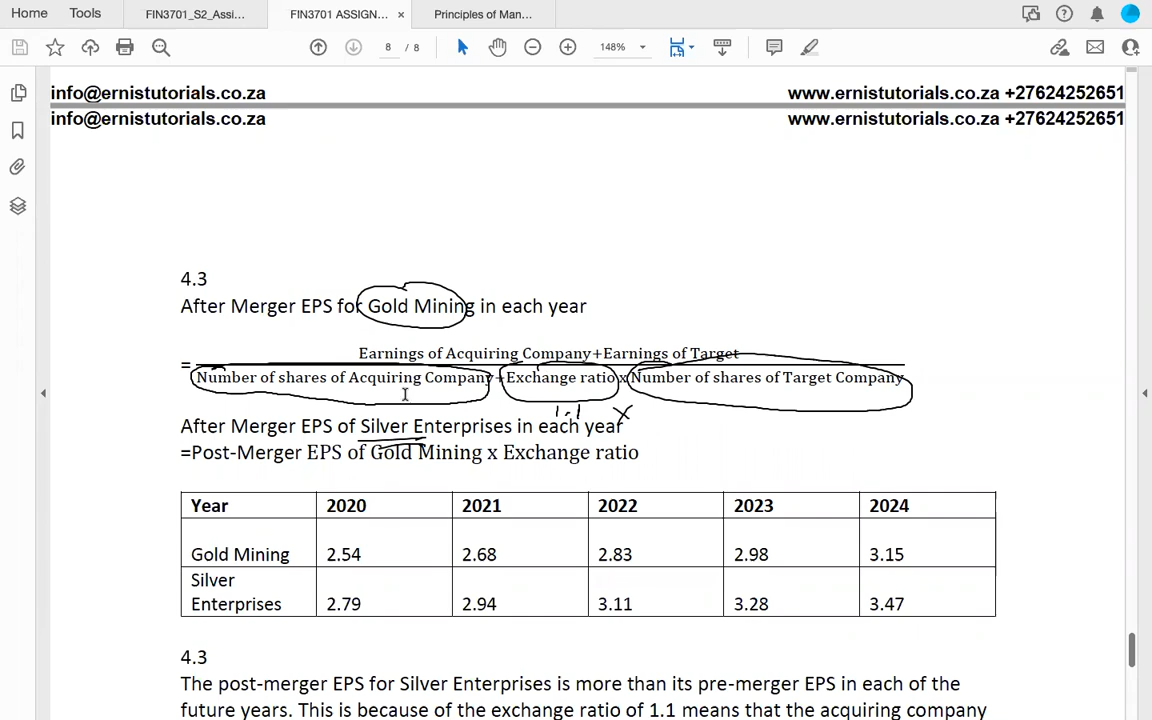 Home Tools FIN3701_S2_Assi... FIN3701 ASSIGN... × Principles of Man...
8 / 8 148%
info@ernistutorials.co.za www.ernistutorials.co.za +27624252651
info@ernistutorials.co.za www.ernistutorials.co.za +27624252651
4.3
After Merger EPS for Gold Mining in each year
Earnings of Acquiring Company+Earnings of Target
=
Number of shares of Acquiring Company+Exchange ratio x Number of shares of Target Company
1.1 x
After Merger EPS of Silver Enterprises in each year
=Post-Merger EPS of Gold Mining x Exchange ratio
Year 2020 2021 2022 2023 2024
Gold Mining 2.54 2.68 2.83 2.98 3.15
Silver
Enterprises 2.79 2.94 3.11 3.28 3.47
4.3
The post-merger EPS for Silver Enterprises is more than its pre-merger EPS in each of the
future years. This is because of the exchange ratio of 1.1 means that the acquiring company